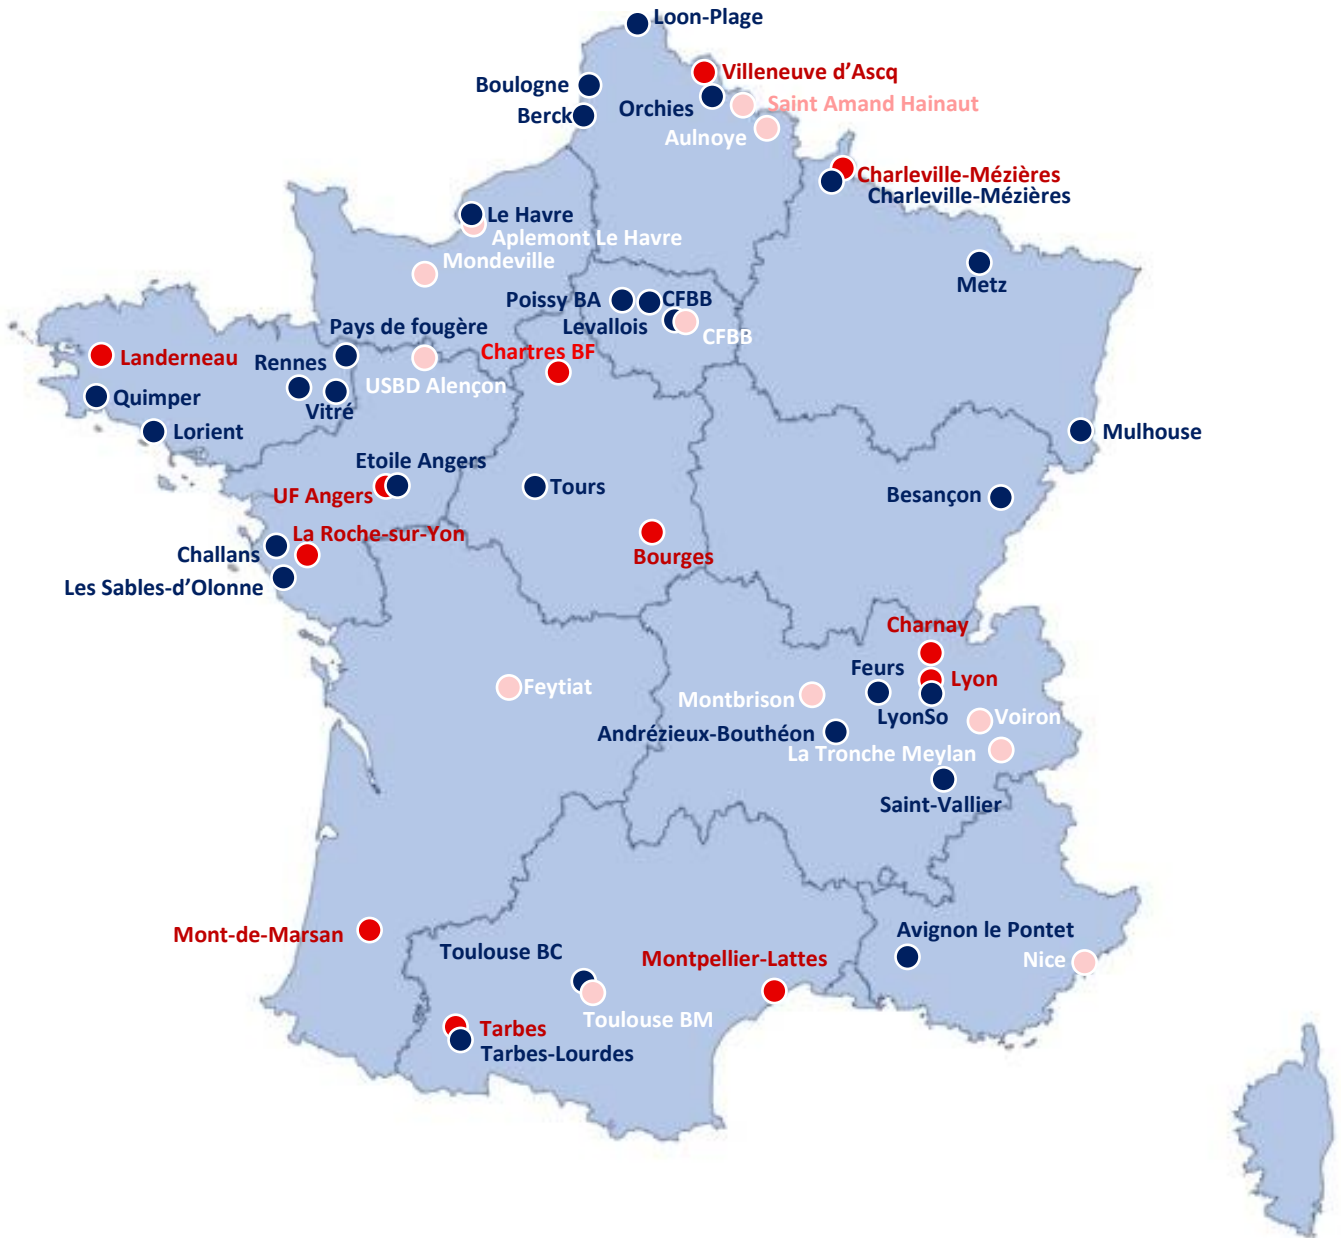 Loon-Plage
Villeneuve d’Ascq
Boulogne
Saint Amand Hainaut
Orchies
Berck
Aulnoye
Charleville-Mézières
Charleville-Mézières
Le Havre
Aplemont Le Havre
Mondeville
Metz
Poissy BA
CFBB
Levallois
Pays de fougère
CFBB
Chartres BF
Landerneau
Rennes
USBD Alençon
Quimper
Vitré
Lorient
Mulhouse
Etoile Angers
UF Angers
Tours
Besançon
La Roche-sur-Yon
Challans
Bourges
Les Sables-d’Olonne
Charnay
Feurs
Lyon
Feytiat
Montbrison
LyonSo
Voiron
Andrézieux-Bouthéon
La Tronche Meylan
Saint-Vallier
Avignon le Pontet
Mont-de-Marsan
Toulouse BC
Montpellier-Lattes
Nice
Toulouse BM
Tarbes
Tarbes-Lourdes